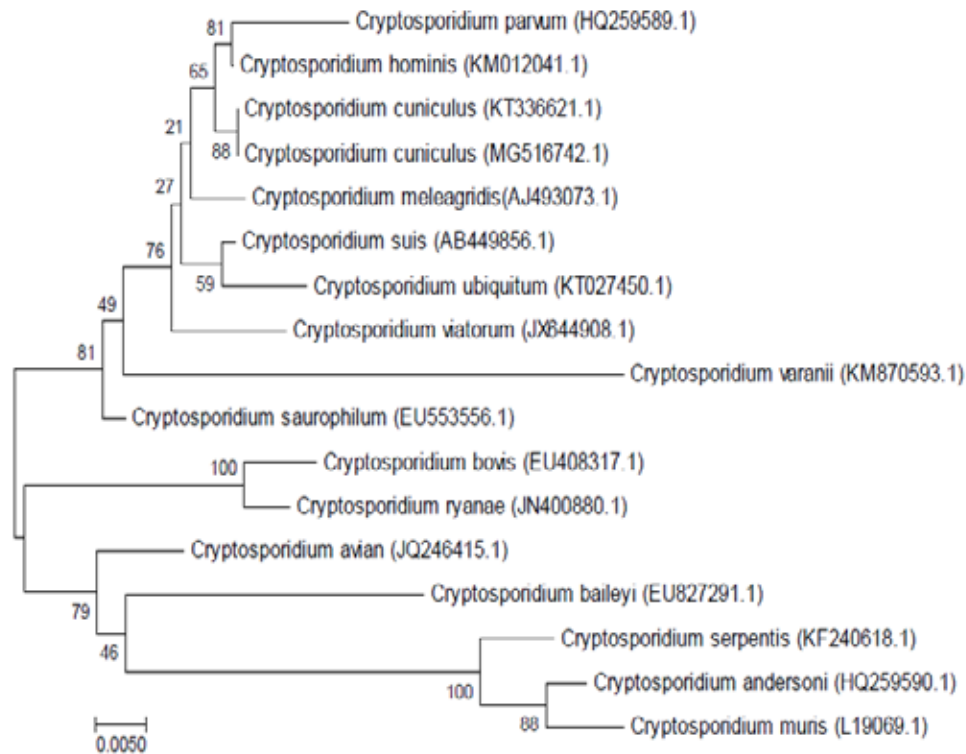 81
Cryptosporidium parvum (HQ259589.1)
65
Cryptosporidium hominis (KM012041.1)
21
Cryptosporidium cuniculus (KT336621.1)
88
Cryptosporidium cuniculus (MG516742.1)
27
Cryptosporidium meleagridis(AJ493073.1)
76
Cryptosporidium suis (AB449856.1)
59
Cryptosporidium ubiquitum (KT027450.1)
49
Cryptosporidium viatorum (JX644908.1)
81
Cryptosporidium varanii (KM870593.1)
Cryptosporidium saurophilum (EU553556.1)
100
Cryptosporidium bovis (EU408317.1)
Cryptosporidium ryanae (JN400880.1)
Cryptosporidium avian (JQ246415.1)
79
Cryptosporidium baileyi (EU827291.1)
46
Cryptosporidium serpentis (KF240618.1)
100
Cryptosporidium andersoni (HQ259590.1)
88
Cryptosporidium muris (L19069.1)
0.0050